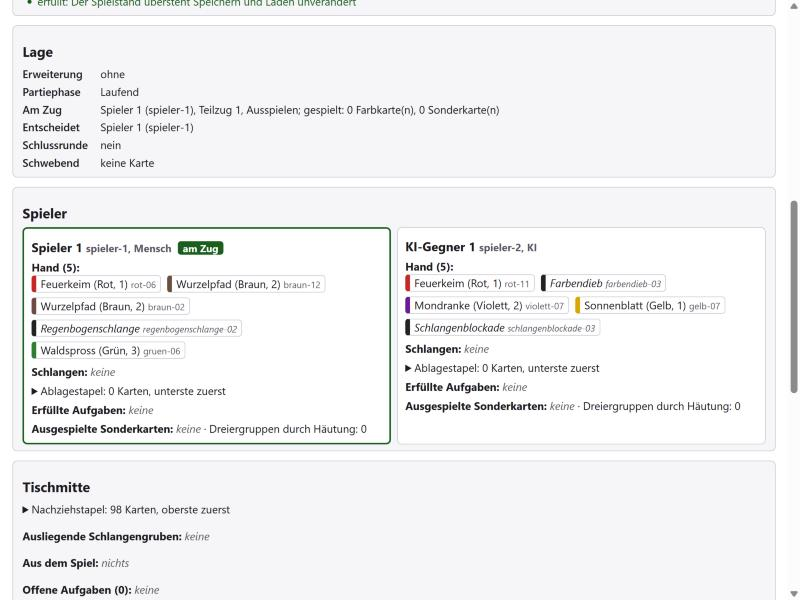 • erfüllt: Der Spielstand übersteht Speichern und Laden unverändert
Lage
Erweiterung ohne
Partiephase Laufend
Am Zug Spieler 1 (spieler-1), Teilzug 1, Ausspielen; gespielt: 0 Farbkarte(n), 0 Sonderkarte(n)
Entscheidet Spieler 1 (spieler-1)
Schlussrunde nein
Schwebend keine Karte
Spieler
Spieler 1 spieler-1, Mensch am Zug
Hand (5):
Feuerkeim (Rot, 1) rot-06 Wurzelpfad (Braun, 2) braun-12
Wurzelpfad (Braun, 2) braun-02
Regenbogenschlange regenbogenschlange-02
Waldspross (Grün, 3) gruen-06
Schlangen: keine
▶ Ablagestapel: 0 Karten, unterste zuerst
Erfüllte Aufgaben: keine
Ausgespielte Sonderkarten: keine · Dreiergruppen durch Häutung: 0
KI-Gegner 1 spieler-2, KI
Hand (5):
Feuerkeim (Rot, 1) rot-11 Farbendieb farbendieb-03
Mondranke (Violett, 2) violett-07 Sonnenblatt (Gelb, 1) gelb-07
Schlangenblockade schlangenblockade-03
Schlangen: keine
▶ Ablagestapel: 0 Karten, unterste zuerst
Erfüllte Aufgaben: keine
Ausgespielte Sonderkarten: keine · Dreiergruppen durch Häutung: 0
Tischmitte
▶ Nachziehstapel: 98 Karten, oberste zuerst
Ausliegende Schlangengruben: keine
Aus dem Spiel: nichts
Offene Aufgaben (0): keine